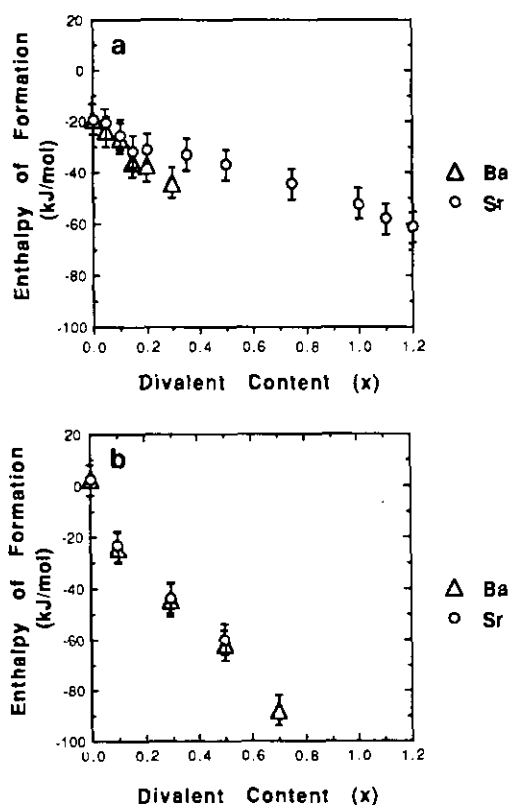 a
20
0
-20
-40
-60
-80
-100
0.0 0.2 0.4 0.6 0.8 1.0 1.2
Enthalpy of Formation
(kJ/mol)
Divalent Content (x)
Ba
Sr
b
20
0
-20
-40
-60
-80
-100
0.0 0.2 0.4 0.6 0.8 1.0 1.2
Enthalpy of Formation
(kJ/mol)
Divalent Content (x)
Ba
Sr